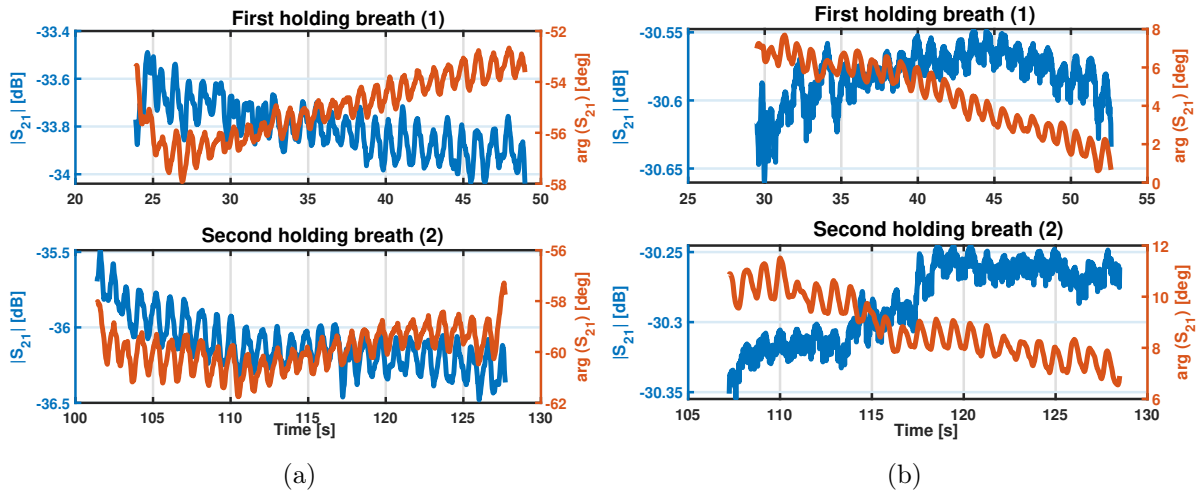 First holding breath (1)
-33.4
-33.6
-33.8
-34
|S21| [dB]
-52
-54
-56
-58
arg (S21) [deg]
20 25 30 35 40 45 50
Second holding breath (2)
-35.5
-36
-36.5
|S21| [dB]
-56
-58
-60
-62
arg (S21) [deg]
100 105 110 115 120 125 130
Time [s]
(a)
First holding breath (1)
-30.55
-30.6
-30.65
|S21| [dB]
8
6
4
2
0
arg (S21) [deg]
25 30 35 40 45 50 55
Second holding breath (2)
-30.25
-30.3
-30.35
|S21| [dB]
12
10
8
6
arg (S21) [deg]
105 110 115 120 125 130
Time [s]
(b)